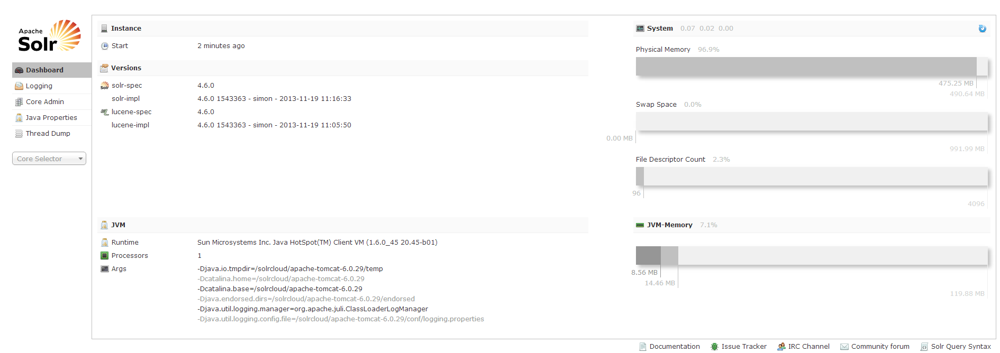 Apache
Solr
Dashboard
Logging
Core Admin
Java Properties
Thread Dump
Core Selector
Instance
Start 2 minutes ago
Versions
Solr solr-spec 4.6.0
solr-impl 4.6.0 1543363 - simon - 2013-11-19 11:16:33
lucene-spec 4.6.0
lucene-impl 4.6.0 1543363 - simon - 2013-11-19 11:05:50
JVM
Runtime Sun Microsystems Inc. Java HotSpot(TM) Client VM (1.6.0_45 20.45-b01)
Processors 1
Args -Djava.io.tmpdir=/solrcloud/apache-tomcat-6.0.29/temp
-Dcatalina.home=/solrcloud/apache-tomcat-6.0.29
-Dcatalina.base=/solrcloud/apache-tomcat-6.0.29
-Djava.endorsed.dirs=/solrcloud/apache-tomcat-6.0.29/endorsed
-Djava.util.logging.manager=org.apache.juli.ClassLoaderLogManager
-Djava.util.logging.config.file=/solrcloud/apache-tomcat-6.0.29/conf/logging.properties
System 0.07 0.02 0.00
Physical Memory 96.9%
475.25 MB
490.64 MB
Swap Space 0.0%
0.00 MB
991.99 MB
File Descriptor Count 2.3%
96
4096
JVM-Memory 7.1%
8.56 MB
14.46 MB
119.88 MB
Documentation Issue Tracker IRC Channel Community forum Solr Query Syntax